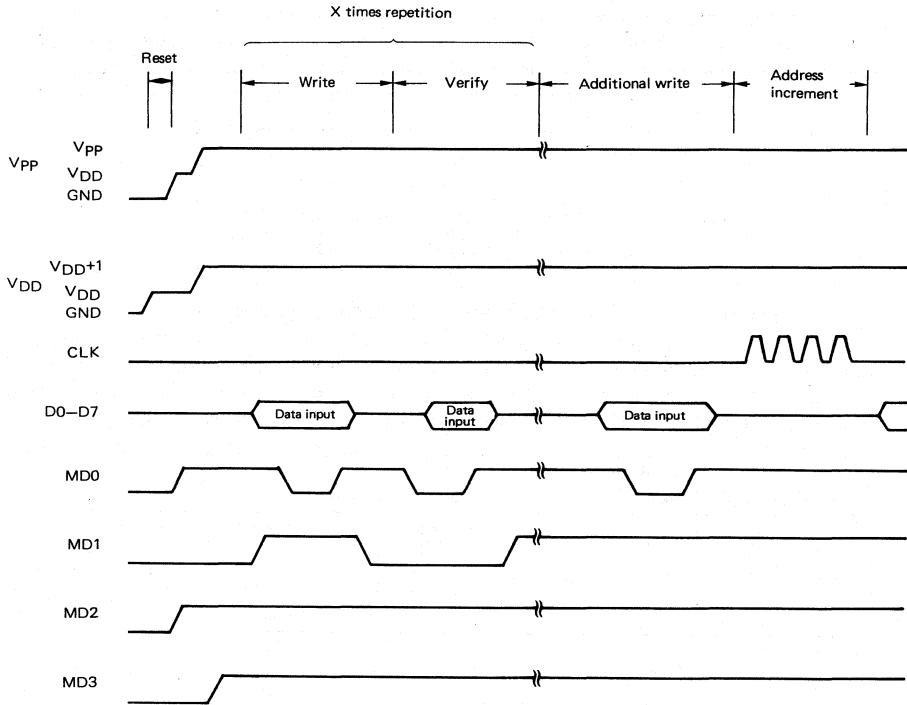 X times repetition
Reset
Write
Verify
Additional write
Address
increment
VPP
VPP
VDD
GND
VDD
VDD+1
VDD
GND
CLK
D0—D7
Data input
Data
input
Data input
MD0
MD1
MD2
MD3